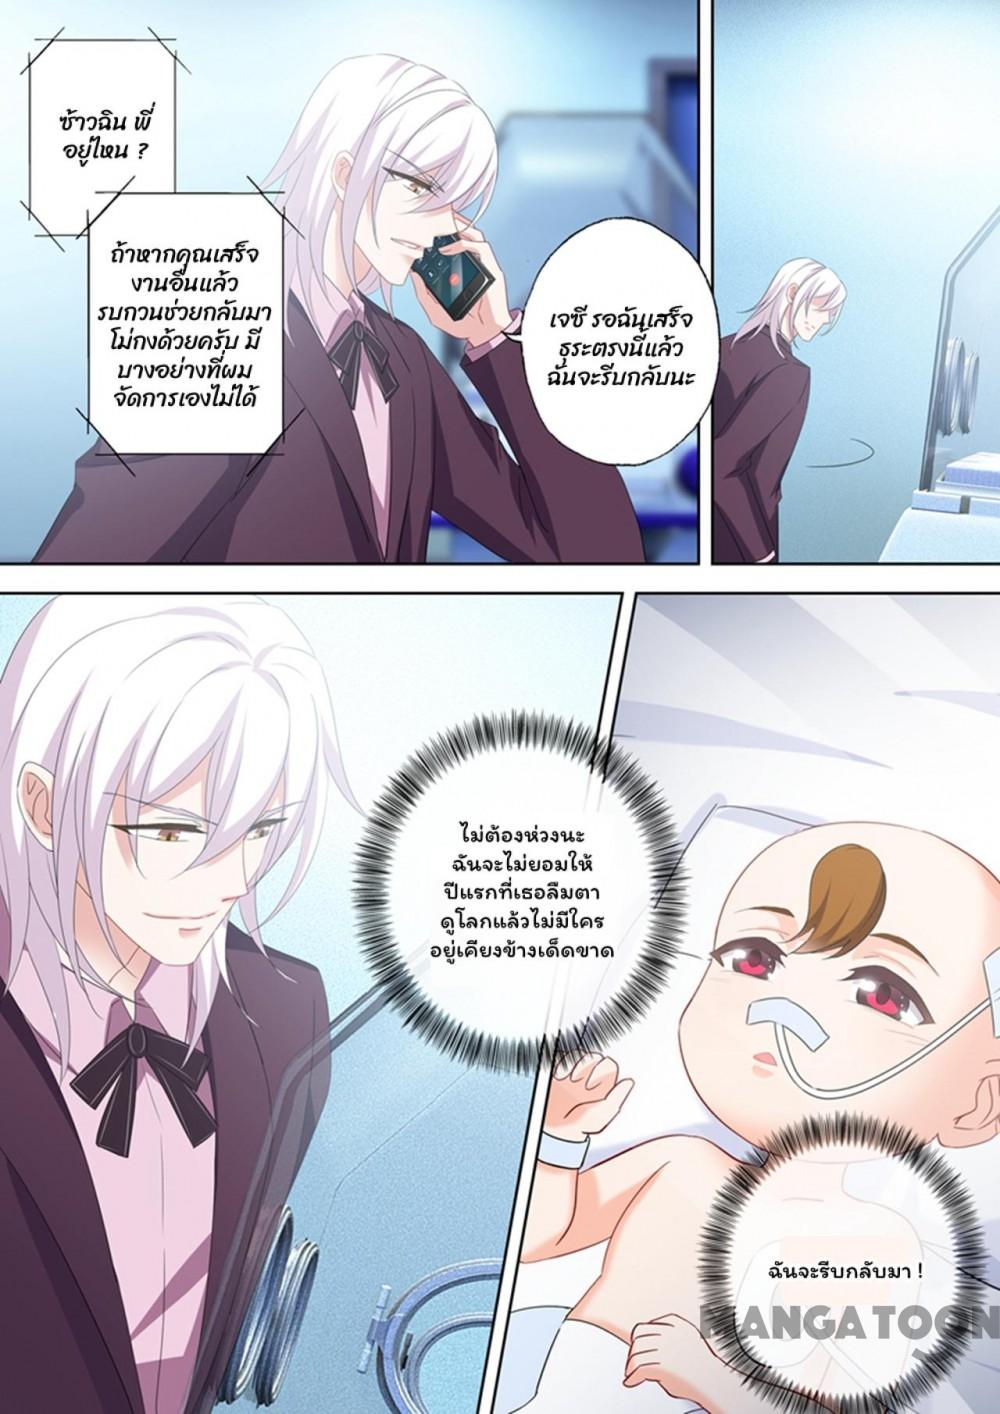 ซ้าวฉิน พี่
อยู่ไหน ?
ถ้าหากคุณเสร็จ
งานอื่นแล้ว
รบกวนช่วยกลับมา
โม่กงด้วยครับ มี
บางอย่างที่ผม
จัดการเองไม่ได้
เจซี รอฉันเสร็จ
ธุระตรงนี้แล้ว
ฉันจะรีบกลับนะ
ไม่ต้องห่วงนะ
ฉันจะไม่ยอมให้
ปีแรกที่เธอลืมตา
ดูโลกแล้วไม่มีใคร
อยู่เคียงข้างเด็ดขาด
ฉันจะรีบกลับมา !
MANGATOON